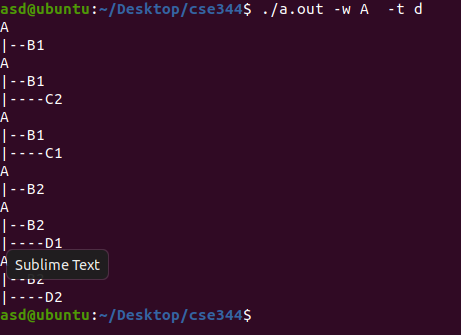 asd@ubuntu:~/Desktop/cse344$ ./a.out -w A  -t d
A
|--B1
A
|--B1
|----C2
A
|--B1
|----C1
A
|--B2
A
|--B2
|----D1
A
Sublime Text
|--B2
|----D2
asd@ubuntu:~/Desktop/cse344$